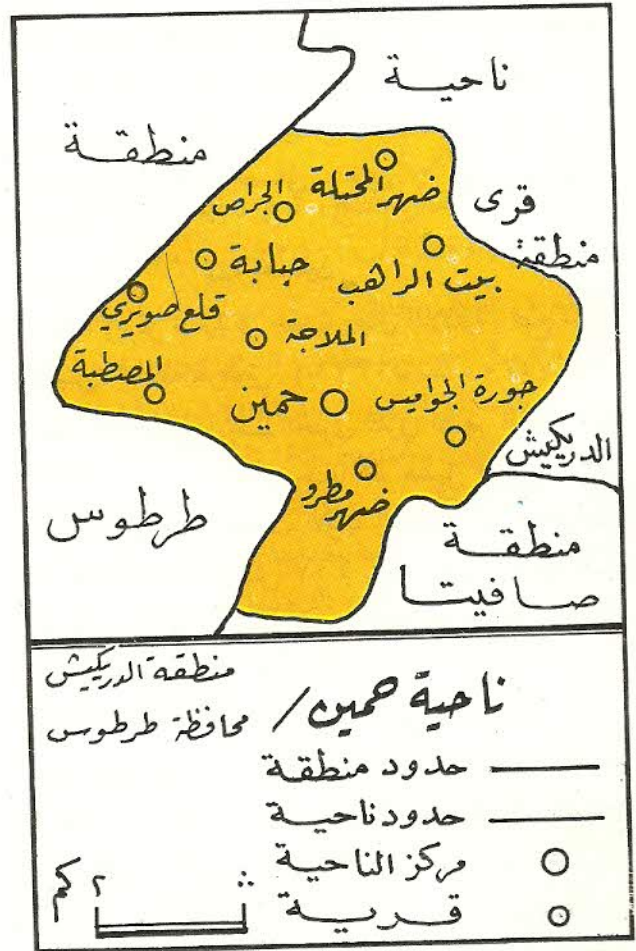 ناحية
منطقة
ضهر المحتلة
الجراص
قرى
منطقة
حبابة
بيت الراهب
قلع صويري
الملاجة
المصطبة
حمين
جورة الجواميس
الدريكيش
ضهر مطرو
طرطوس
منطقة
صافيتا
ناحية حمين /
منطقة الدريكيش
محافظة طرطوس
حدود منطقة
حدود ناحية
مركز الناحية
قرية
٢ كم